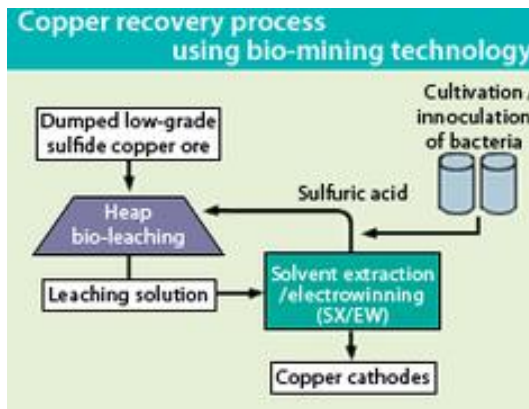 Copper recovery process
using bio-mining technology
Cultivation /
innoculation
of bacteria
Dumped low-grade
sulfide copper ore
Sulfuric acid
Heap
bio-leaching
Leaching solution
Solvent extraction
/electrowinning
(SX/EW)
Copper cathodes